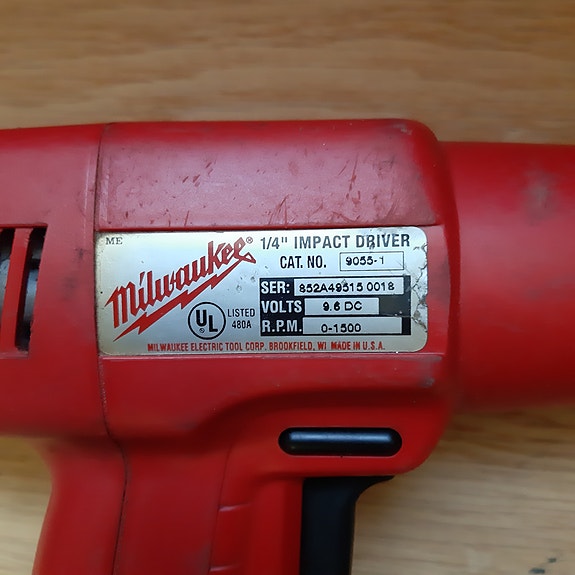 ME
Milwaukee®
1/4" IMPACT DRIVER
CAT. NO. 9055-1
SER: 852A49515 0018
VOLTS 9.6 DC
R.P.M. 0-1500
UL
LISTED
480A
MILWAUKEE ELECTRIC TOOL CORP. BROOKFIELD, WI MADE IN U.S.A.